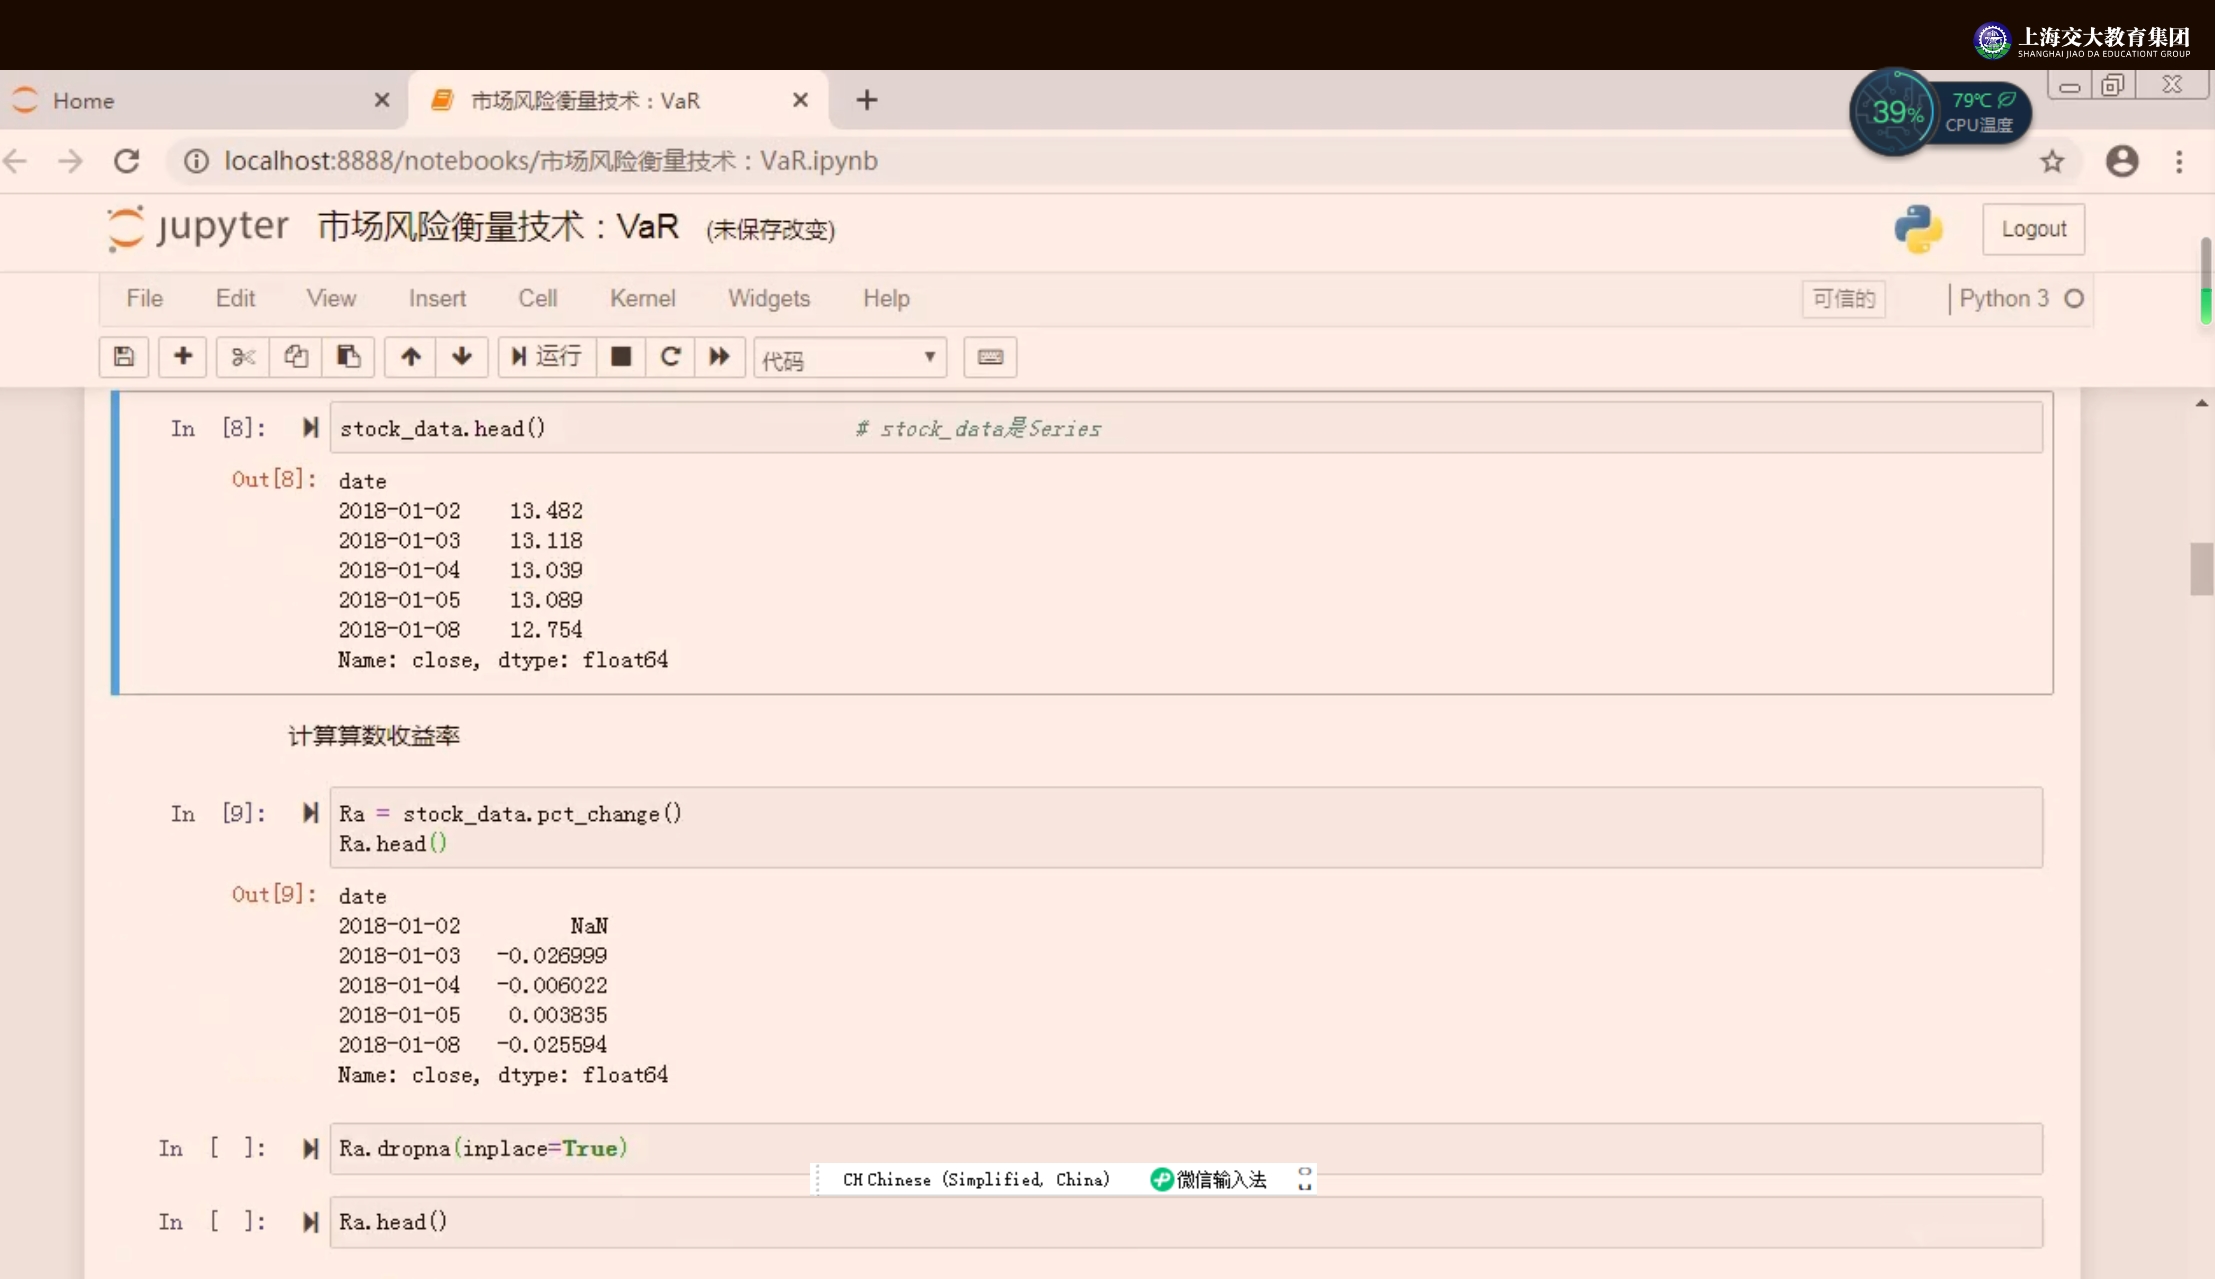 上海交大教育集团
SHANGHAI JIAO DA EDUCATIONT GROUP
Home
市场风险衡量技术：VaR
39%
79℃
CPU温度
localhost:8888/notebooks/市场风险衡量技术：VaR.ipynb
jupyter 市场风险衡量技术：VaR (未保存改变)
Logout
File Edit View Insert Cell Kernel Widgets Help 可信的 Python 3
运行 代码
In [8]: stock_data.head() # stock_data是Series
Out[8]: date
2018-01-02 13.482
2018-01-03 13.118
2018-01-04 13.039
2018-01-05 13.089
2018-01-08 12.754
Name: close, dtype: float64
计算算数收益率
In [9]: Ra = stock_data.pct_change()
Ra.head()
Out[9]: date
2018-01-02 NaN
2018-01-03 -0.026999
2018-01-04 -0.006022
2018-01-05 0.003835
2018-01-08 -0.025594
Name: close, dtype: float64
In [ ]: Ra.dropna(inplace=True)
CH Chinese (Simplified, China) 微信输入法
In [ ]: Ra.head()